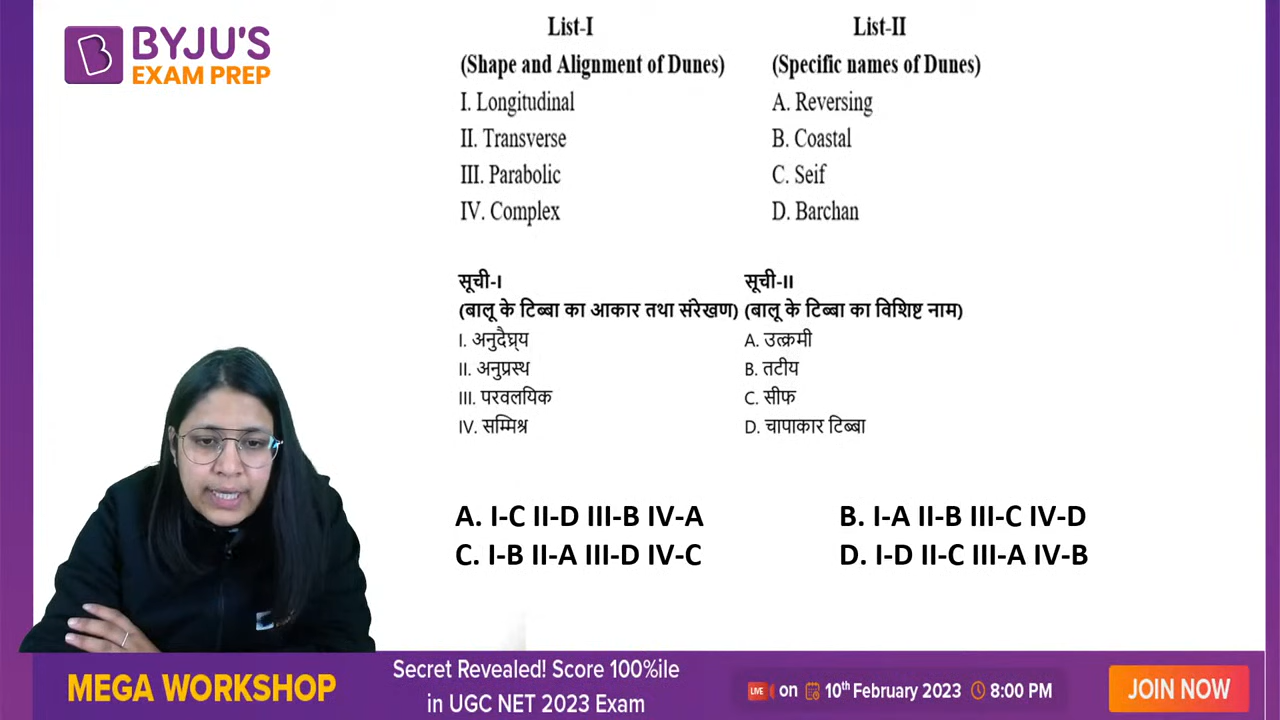 BYJU'S
EXAM PREP
List-I List-II
(Shape and Alignment of Dunes) (Specific names of Dunes)
I. Longitudinal A. Reversing
II. Transverse B. Coastal
III. Parabolic C. Seif
IV. Complex D. Barchan
सूची-I सूची-II
(बालू के टिब्बा का आकार तथा संरेखण) (बालू के टिब्बा का विशिष्ट नाम)
I. अनुदैघ्र्य A. उत्क्रमी
II. अनुप्रस्थ B. तटीय
III. परवलयिक C. सीफ
IV. सम्मिश्र D. चापाकार टिब्बा
A. I-C II-D III-B IV-A B. I-A II-B III-C IV-D
C. I-B II-A III-D IV-C D. I-D II-C III-A IV-B
MEGA WORKSHOP
Secret Revealed! Score 100%ile
in UGC NET 2023 Exam
LIVE on 10th February 2023 8:00 PM
JOIN NOW